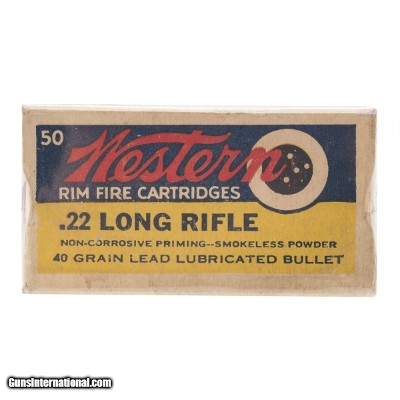 50
Western
RIM FIRE CARTRIDGES
.22 LONG RIFLE
NON-CORROSIVE PRIMING--SMOKELESS POWDER
40 GRAIN LEAD LUBRICATED BULLET
GunsInternational.com